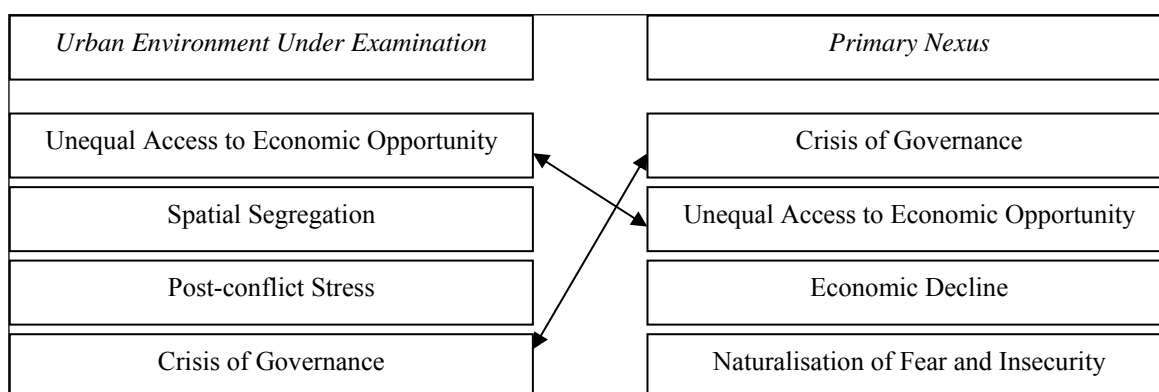 Urban Environment Under Examination
Primary Nexus
Unequal Access to Economic Opportunity
Crisis of Governance
Spatial Segregation
Unequal Access to Economic Opportunity
Post-conflict Stress
Economic Decline
Crisis of Governance
Naturalisation of Fear and Insecurity